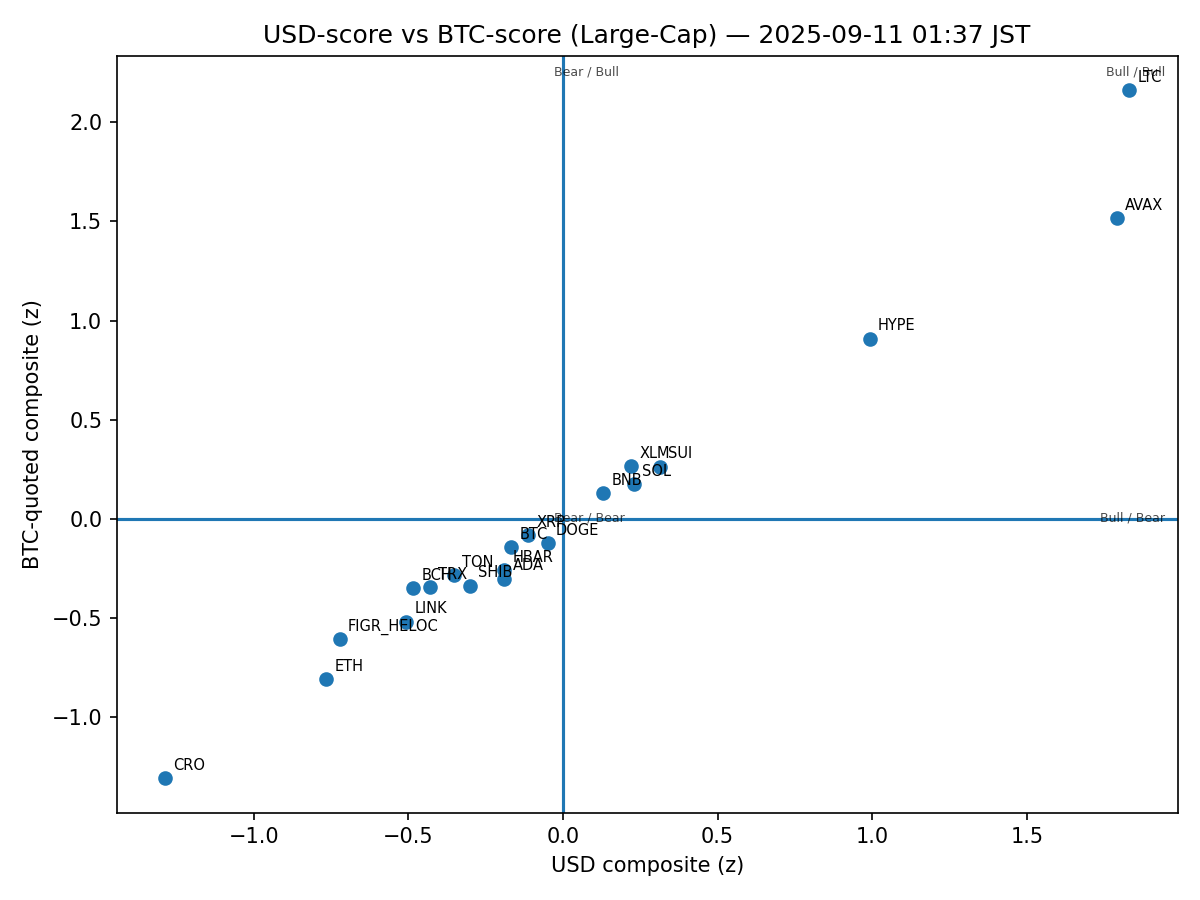 USD-score vs BTC-score (Large-Cap) — 2025-09-11 01:37 JST
Bear / Bull
Bull / Bull
LTC
2.0
AVAX
1.5
HYPE
1.0
0.5
XLM
SUI
SOL
BNB
0.0
Bear / Bear
Bull / Bear
XRP
DOGE
BTC
HBAR
ADA
TON
SHIB
TRX
BCH
−0.5
LINK
FIGR_HELOC
ETH
−1.0
CRO
BTC-quoted composite (z)
−1.0
−0.5
0.0
0.5
1.0
1.5
USD composite (z)